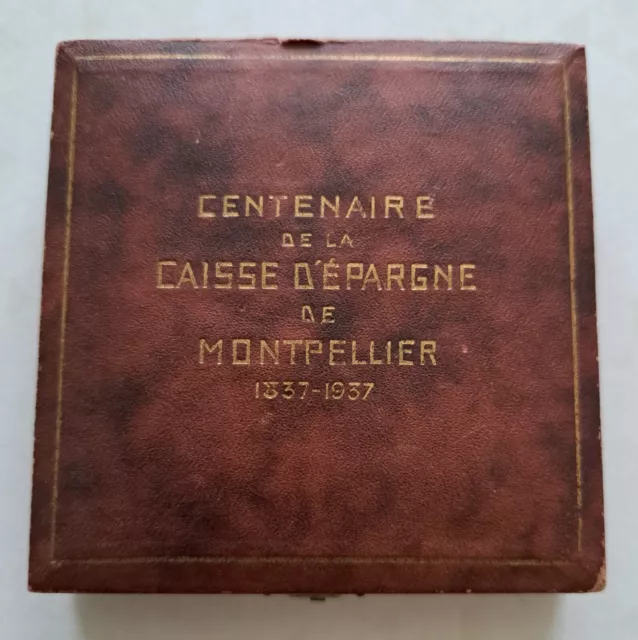 CENTENAIRE
DE LA
CAISSE D'ÉPARGNE
DE
MONTPELLIER
1837-1937